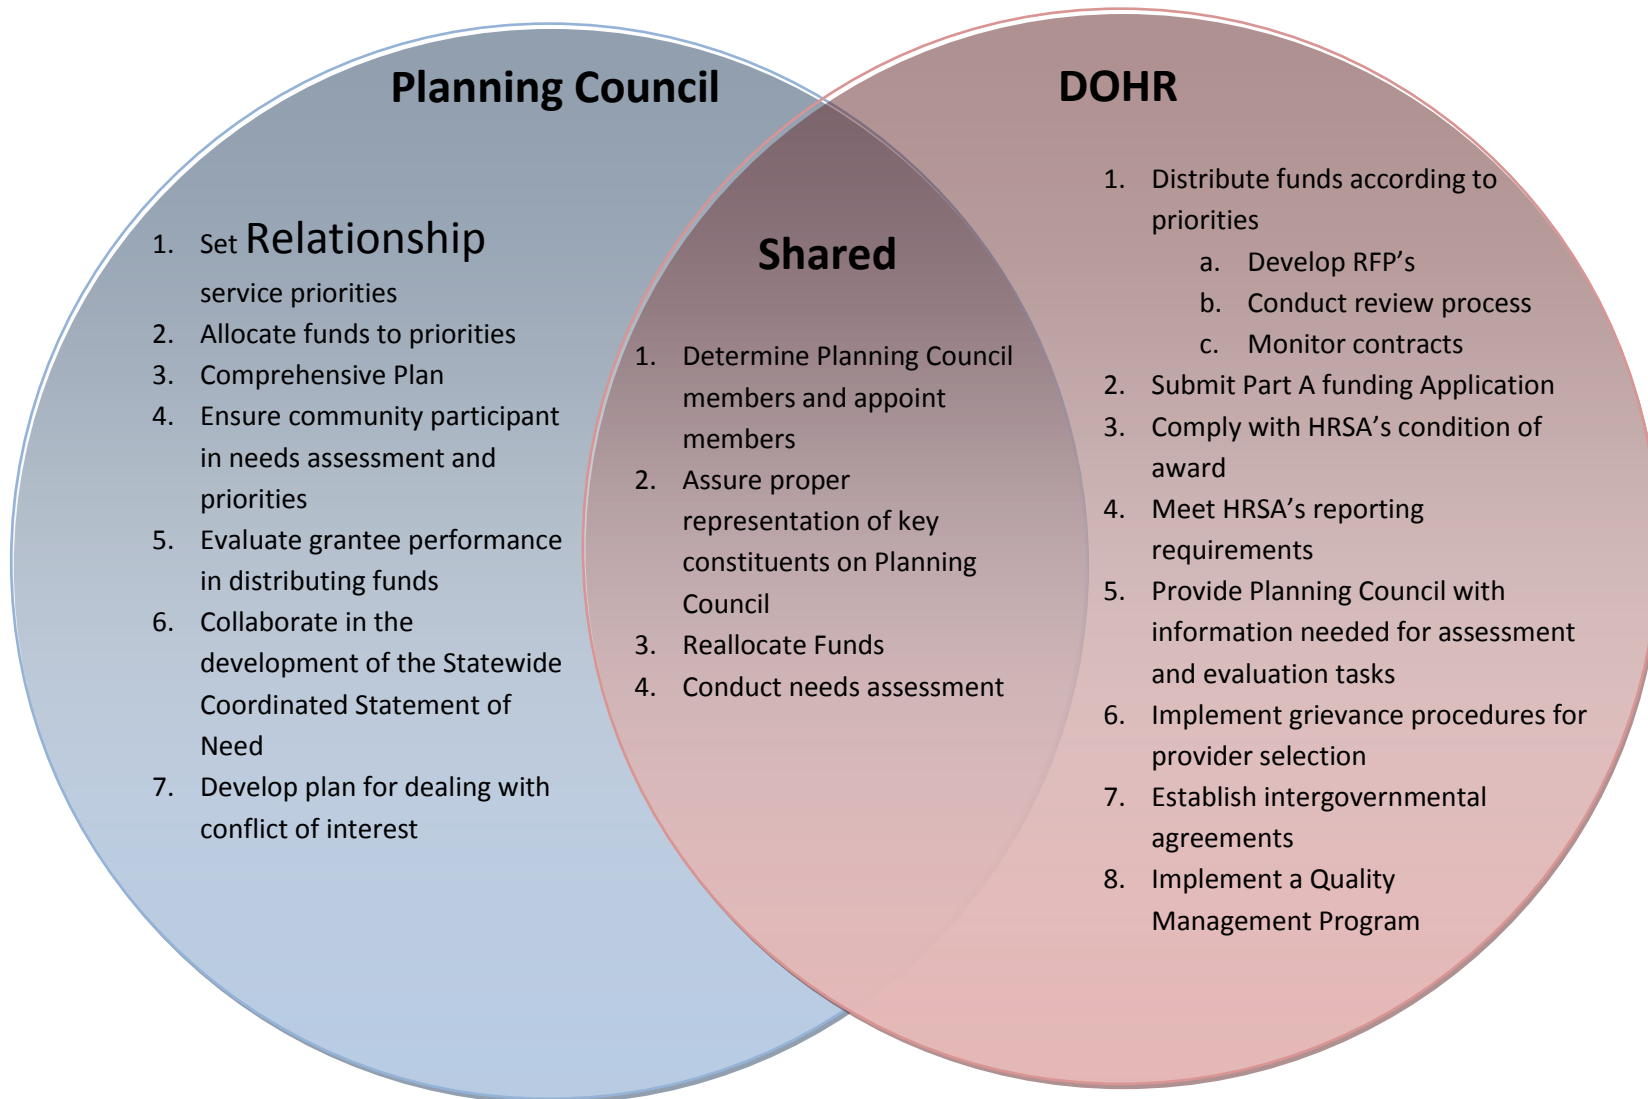 Planning Council
1. Set Relationship
service priorities
2. Allocate funds to priorities
3. Comprehensive Plan
4. Ensure community participant
in needs assessment and
priorities
5. Evaluate grantee performance
in distributing funds
6. Collaborate in the
development of the Statewide
Coordinated Statement of
Need
7. Develop plan for dealing with
conflict of interest
Shared
1. Determine Planning Council
members and appoint
members
2. Assure proper
representation of key
constituents on Planning
Council
3. Reallocate Funds
4. Conduct needs assessment
DOHR
1. Distribute funds according to
priorities
a. Develop RFP’s
b. Conduct review process
c. Monitor contracts
2. Submit Part A funding Application
3. Comply with HRSA’s condition of
award
4. Meet HRSA’s reporting
requirements
5. Provide Planning Council with
information needed for assessment
and evaluation tasks
6. Implement grievance procedures for
provider selection
7. Establish intergovernmental
agreements
8. Implement a Quality
Management Program